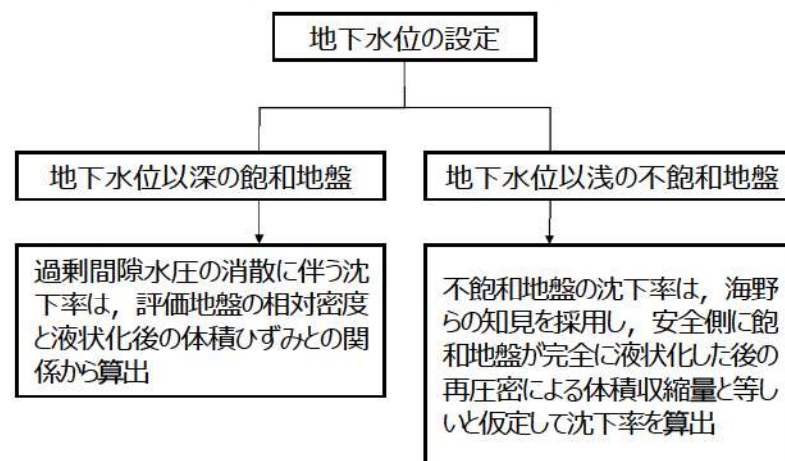 地下水位の設定
地下水位以深の飽和地盤
地下水位以浅の不飽和地盤
過剰間隙水圧の消散に伴う沈
下率は，評価地盤の相対密度
と液状化後の体積ひずみとの関
係から算出
不飽和地盤の沈下率は，海野
らの知見を採用し，安全側に飽
和地盤が完全に液状化した後の
再圧密による体積収縮量と等し
いと仮定して沈下率を算出